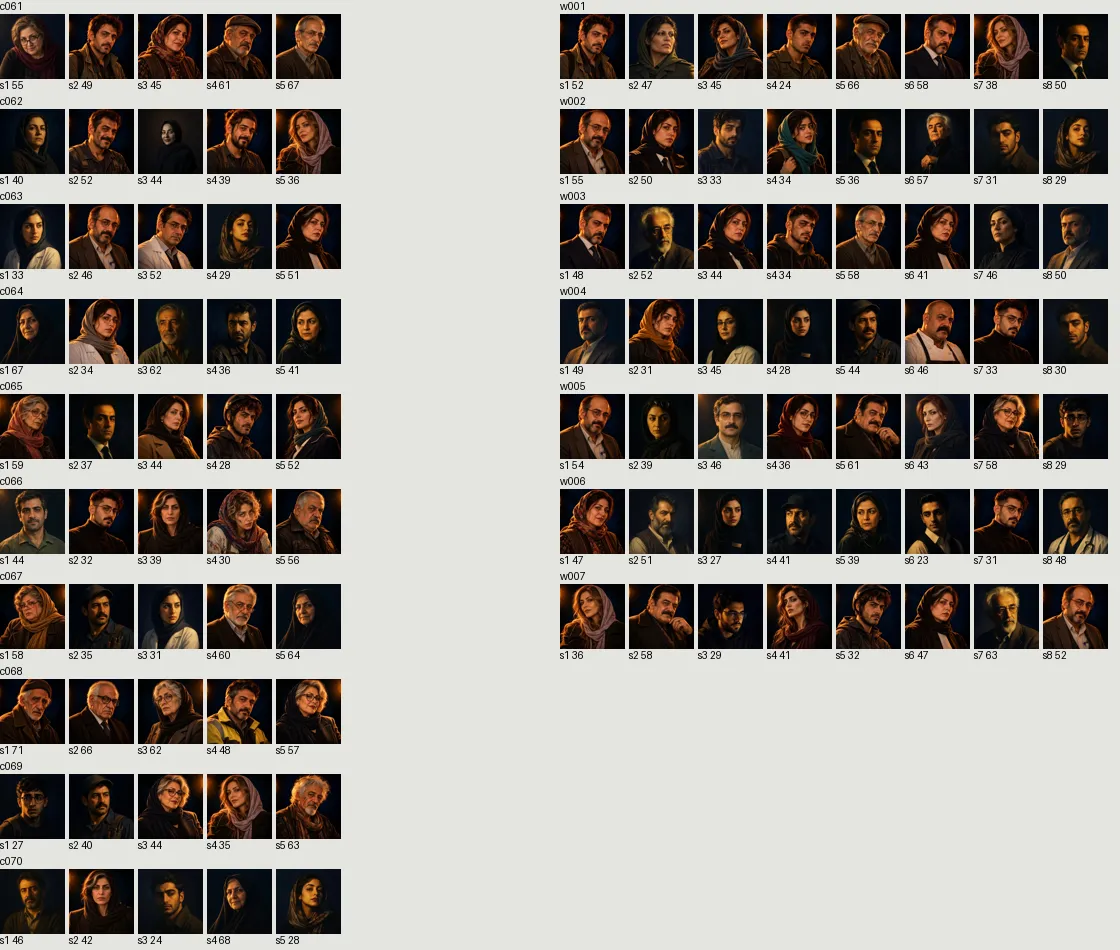 c061
s1 55 s2 49 s3 45 s4 61 s5 67
c062
s1 40 s2 52 s3 44 s4 39 s5 36
c063
s1 33 s2 46 s3 52 s4 29 s5 51
c064
s1 67 s2 34 s3 62 s4 36 s5 41
c065
s1 59 s2 37 s3 44 s4 28 s5 52
c066
s1 44 s2 32 s3 39 s4 30 s5 56
c067
s1 58 s2 35 s3 31 s4 60 s5 64
c068
s1 71 s2 66 s3 62 s4 48 s5 57
c069
s1 27 s2 40 s3 44 s4 35 s5 63
c070
s1 46 s2 42 s3 24 s4 68 s5 28
w001
s1 52 s2 47 s3 45 s4 24 s5 66 s6 58 s7 38 s8 50
w002
s1 55 s2 50 s3 33 s4 34 s5 36 s6 57 s7 31 s8 29
w003
s1 48 s2 52 s3 44 s4 34 s5 58 s6 41 s7 46 s8 50
w004
s1 49 s2 31 s3 45 s4 28 s5 44 s6 46 s7 33 s8 30
w005
s1 54 s2 39 s3 46 s4 36 s5 61 s6 43 s7 58 s8 29
w006
s1 47 s2 51 s3 27 s4 41 s5 39 s6 23 s7 31 s8 48
w007
s1 36 s2 58 s3 29 s4 41 s5 32 s6 47 s7 63 s8 52